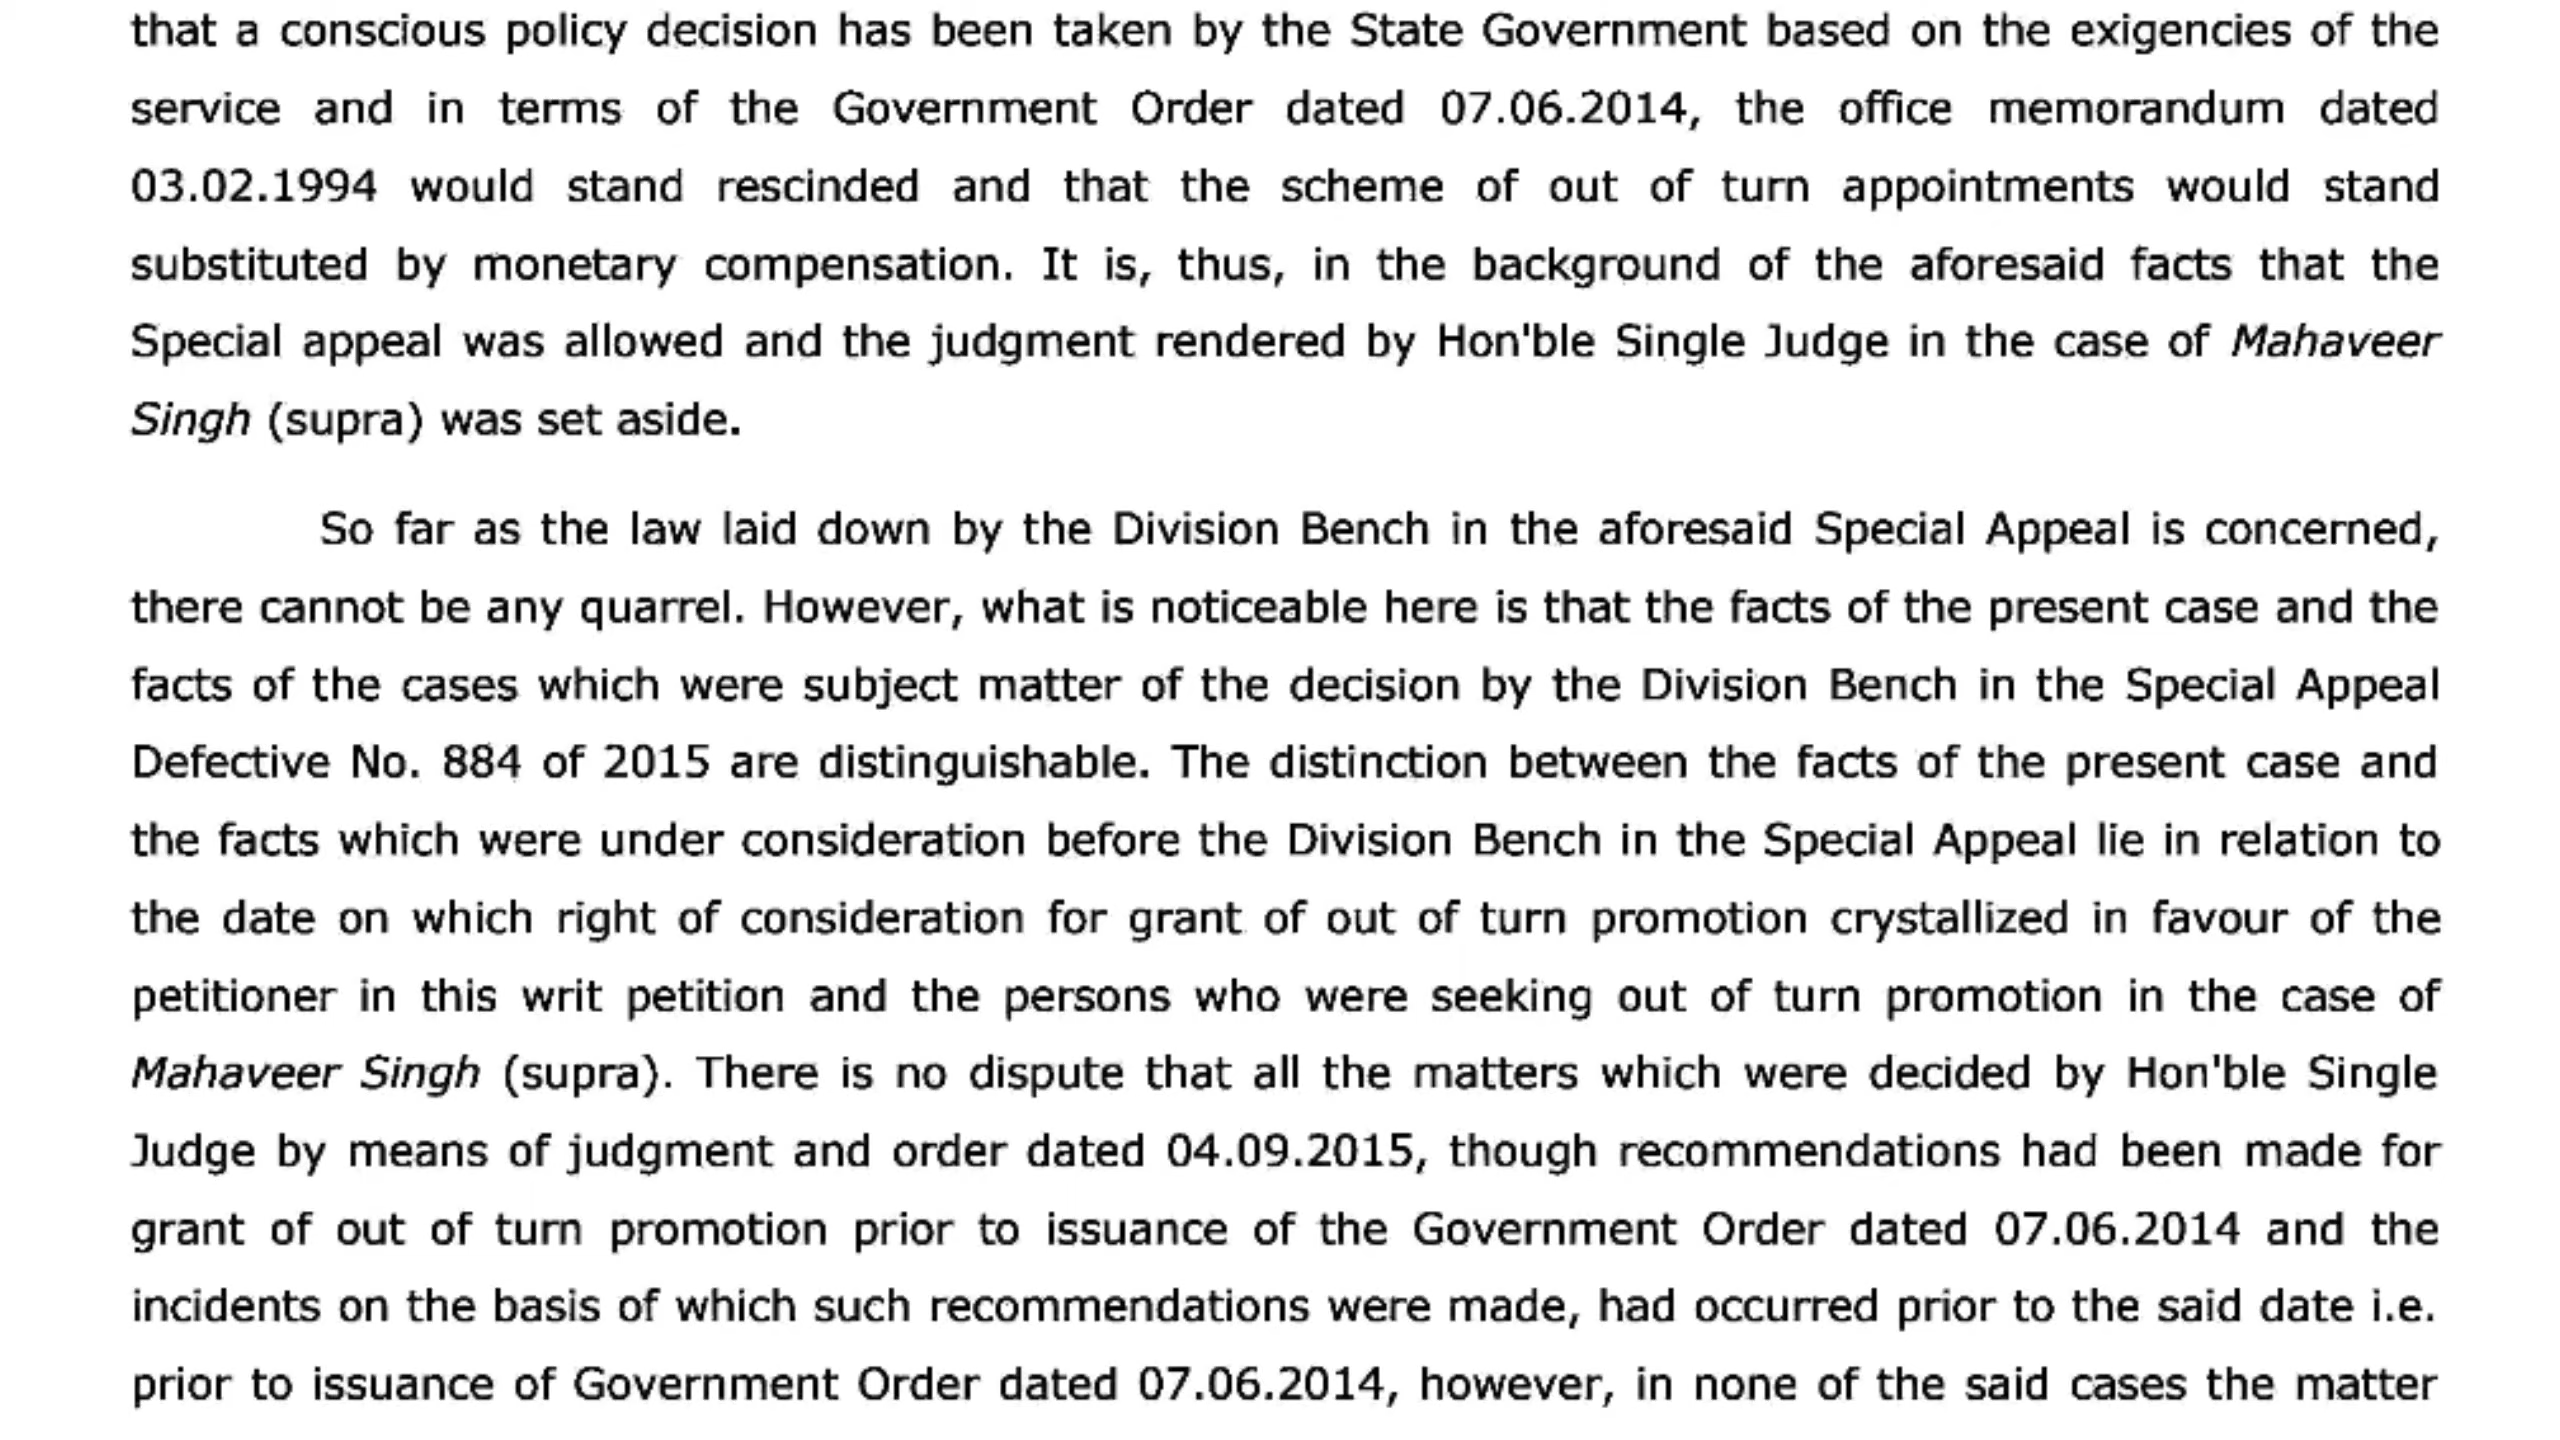 that a conscious policy decision has been taken by the State Government based on the exigencies of the
service and in terms of the Government Order dated 07.06.2014, the office memorandum dated
03.02.1994 would stand rescinded and that the scheme of out of turn appointments would stand
substituted by monetary compensation. It is, thus, in the background of the aforesaid facts that the
Special appeal was allowed and the judgment rendered by Hon'ble Single Judge in the case of Mahaveer
Singh (supra) was set aside.
So far as the law laid down by the Division Bench in the aforesaid Special Appeal is concerned,
there cannot be any quarrel. However, what is noticeable here is that the facts of the present case and the
facts of the cases which were subject matter of the decision by the Division Bench in the Special Appeal
Defective No. 884 of 2015 are distinguishable. The distinction between the facts of the present case and
the facts which were under consideration before the Division Bench in the Special Appeal lie in relation to
the date on which right of consideration for grant of out of turn promotion crystallized in favour of the
petitioner in this writ petition and the persons who were seeking out of turn promotion in the case of
Mahaveer Singh (supra). There is no dispute that all the matters which were decided by Hon'ble Single
Judge by means of judgment and order dated 04.09.2015, though recommendations had been made for
grant of out of turn promotion prior to issuance of the Government Order dated 07.06.2014 and the
incidents on the basis of which such recommendations were made, had occurred prior to the said date i.e.
prior to issuance of Government Order dated 07.06.2014, however, in none of the said cases the matter